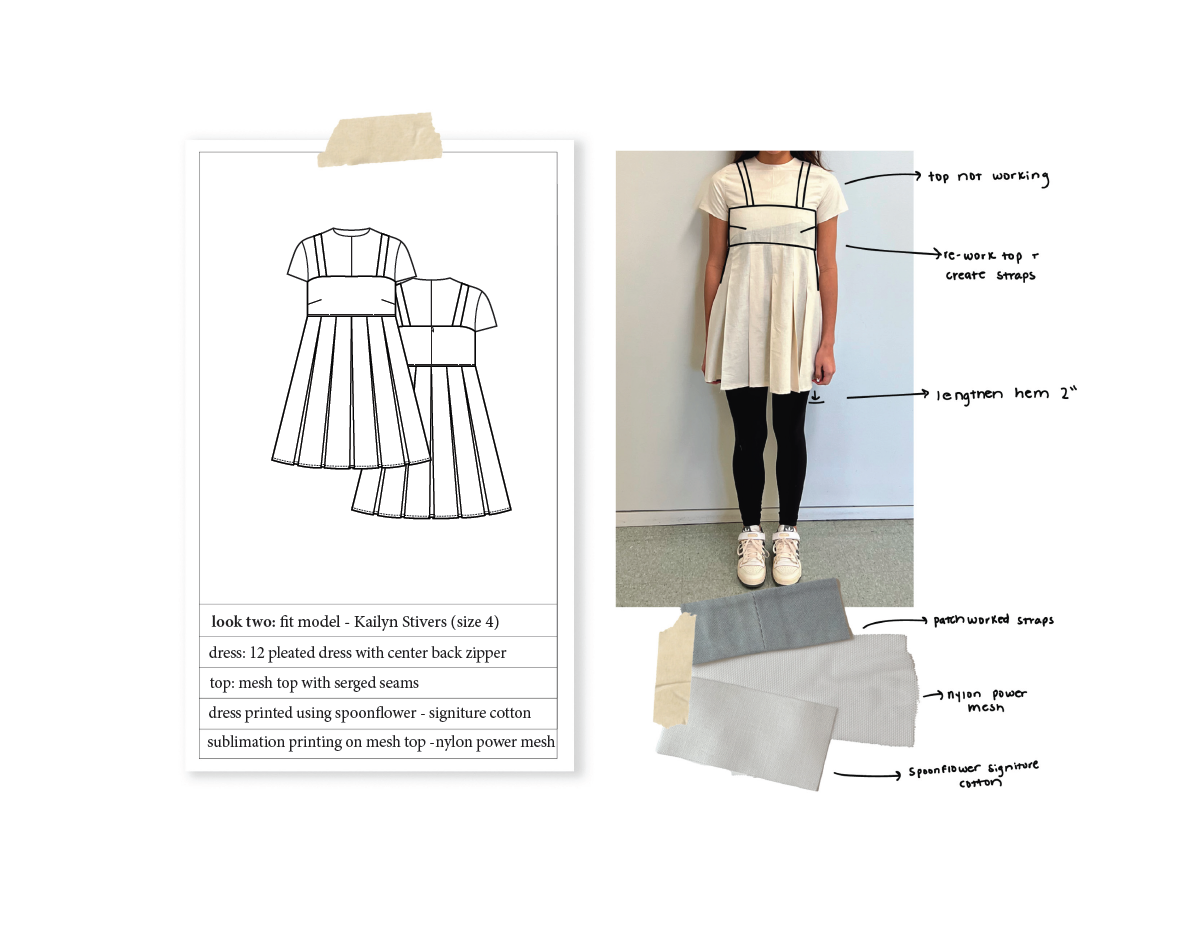 look two: fit model - Kailyn Stivers (size 4)
dress: 12 pleated dress with center back zipper
top: mesh top with serged seams
dress printed using spoonflower - signiture cotton
sublimation printing on mesh top -nylon power mesh
top not working
re-work top +
create straps
lengthen hem 2"
patch worked straps
nylon power
mesh
spoonflower signiture
cotton